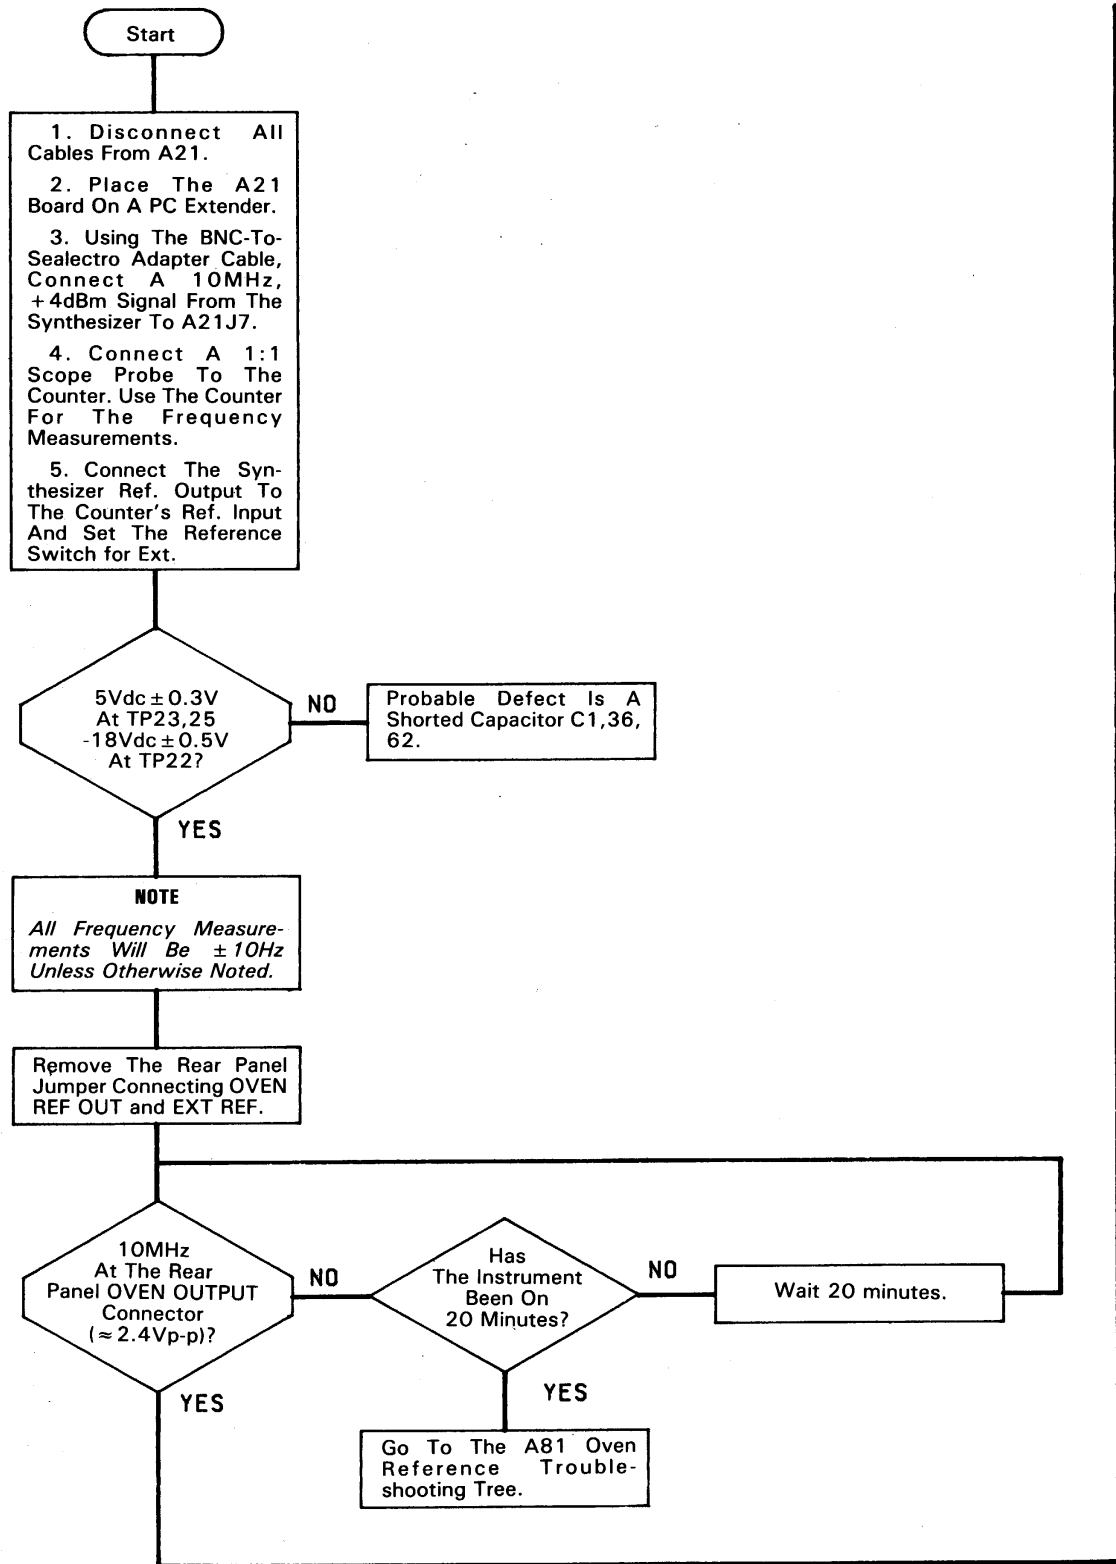 Start
1. Disconnect All
Cables From A21.
2. Place The A21
Board On A PC Extender.
3. Using The BNC-To-
Sealectro Adapter Cable,
Connect A 10MHz,
+4dBm Signal From The
Synthesizer To A21J7.
4. Connect A 1:1
Scope Probe To The
Counter. Use The Counter
For The Frequency
Measurements.
5. Connect The Syn-
thesizer Ref. Output To
The Counter's Ref. Input
And Set The Reference
Switch for Ext.
5Vdc±0.3V
At TP23,25
-18Vdc±0.5V
At TP22?
NO
Probable Defect Is A
Shorted Capacitor C1,36,
62.
YES
NOTE
All Frequency Measure-
ments Will Be ±10Hz
Unless Otherwise Noted.
Remove The Rear Panel
Jumper Connecting OVEN
REF OUT and EXT REF.
10MHz
At The Rear
Panel OVEN OUTPUT
Connector
(≈2.4Vp-p)?
NO
Has
The Instrument
Been On
20 Minutes?
NO
Wait 20 minutes.
YES
YES
Go To The A81 Oven
Reference Trouble-
shooting Tree.